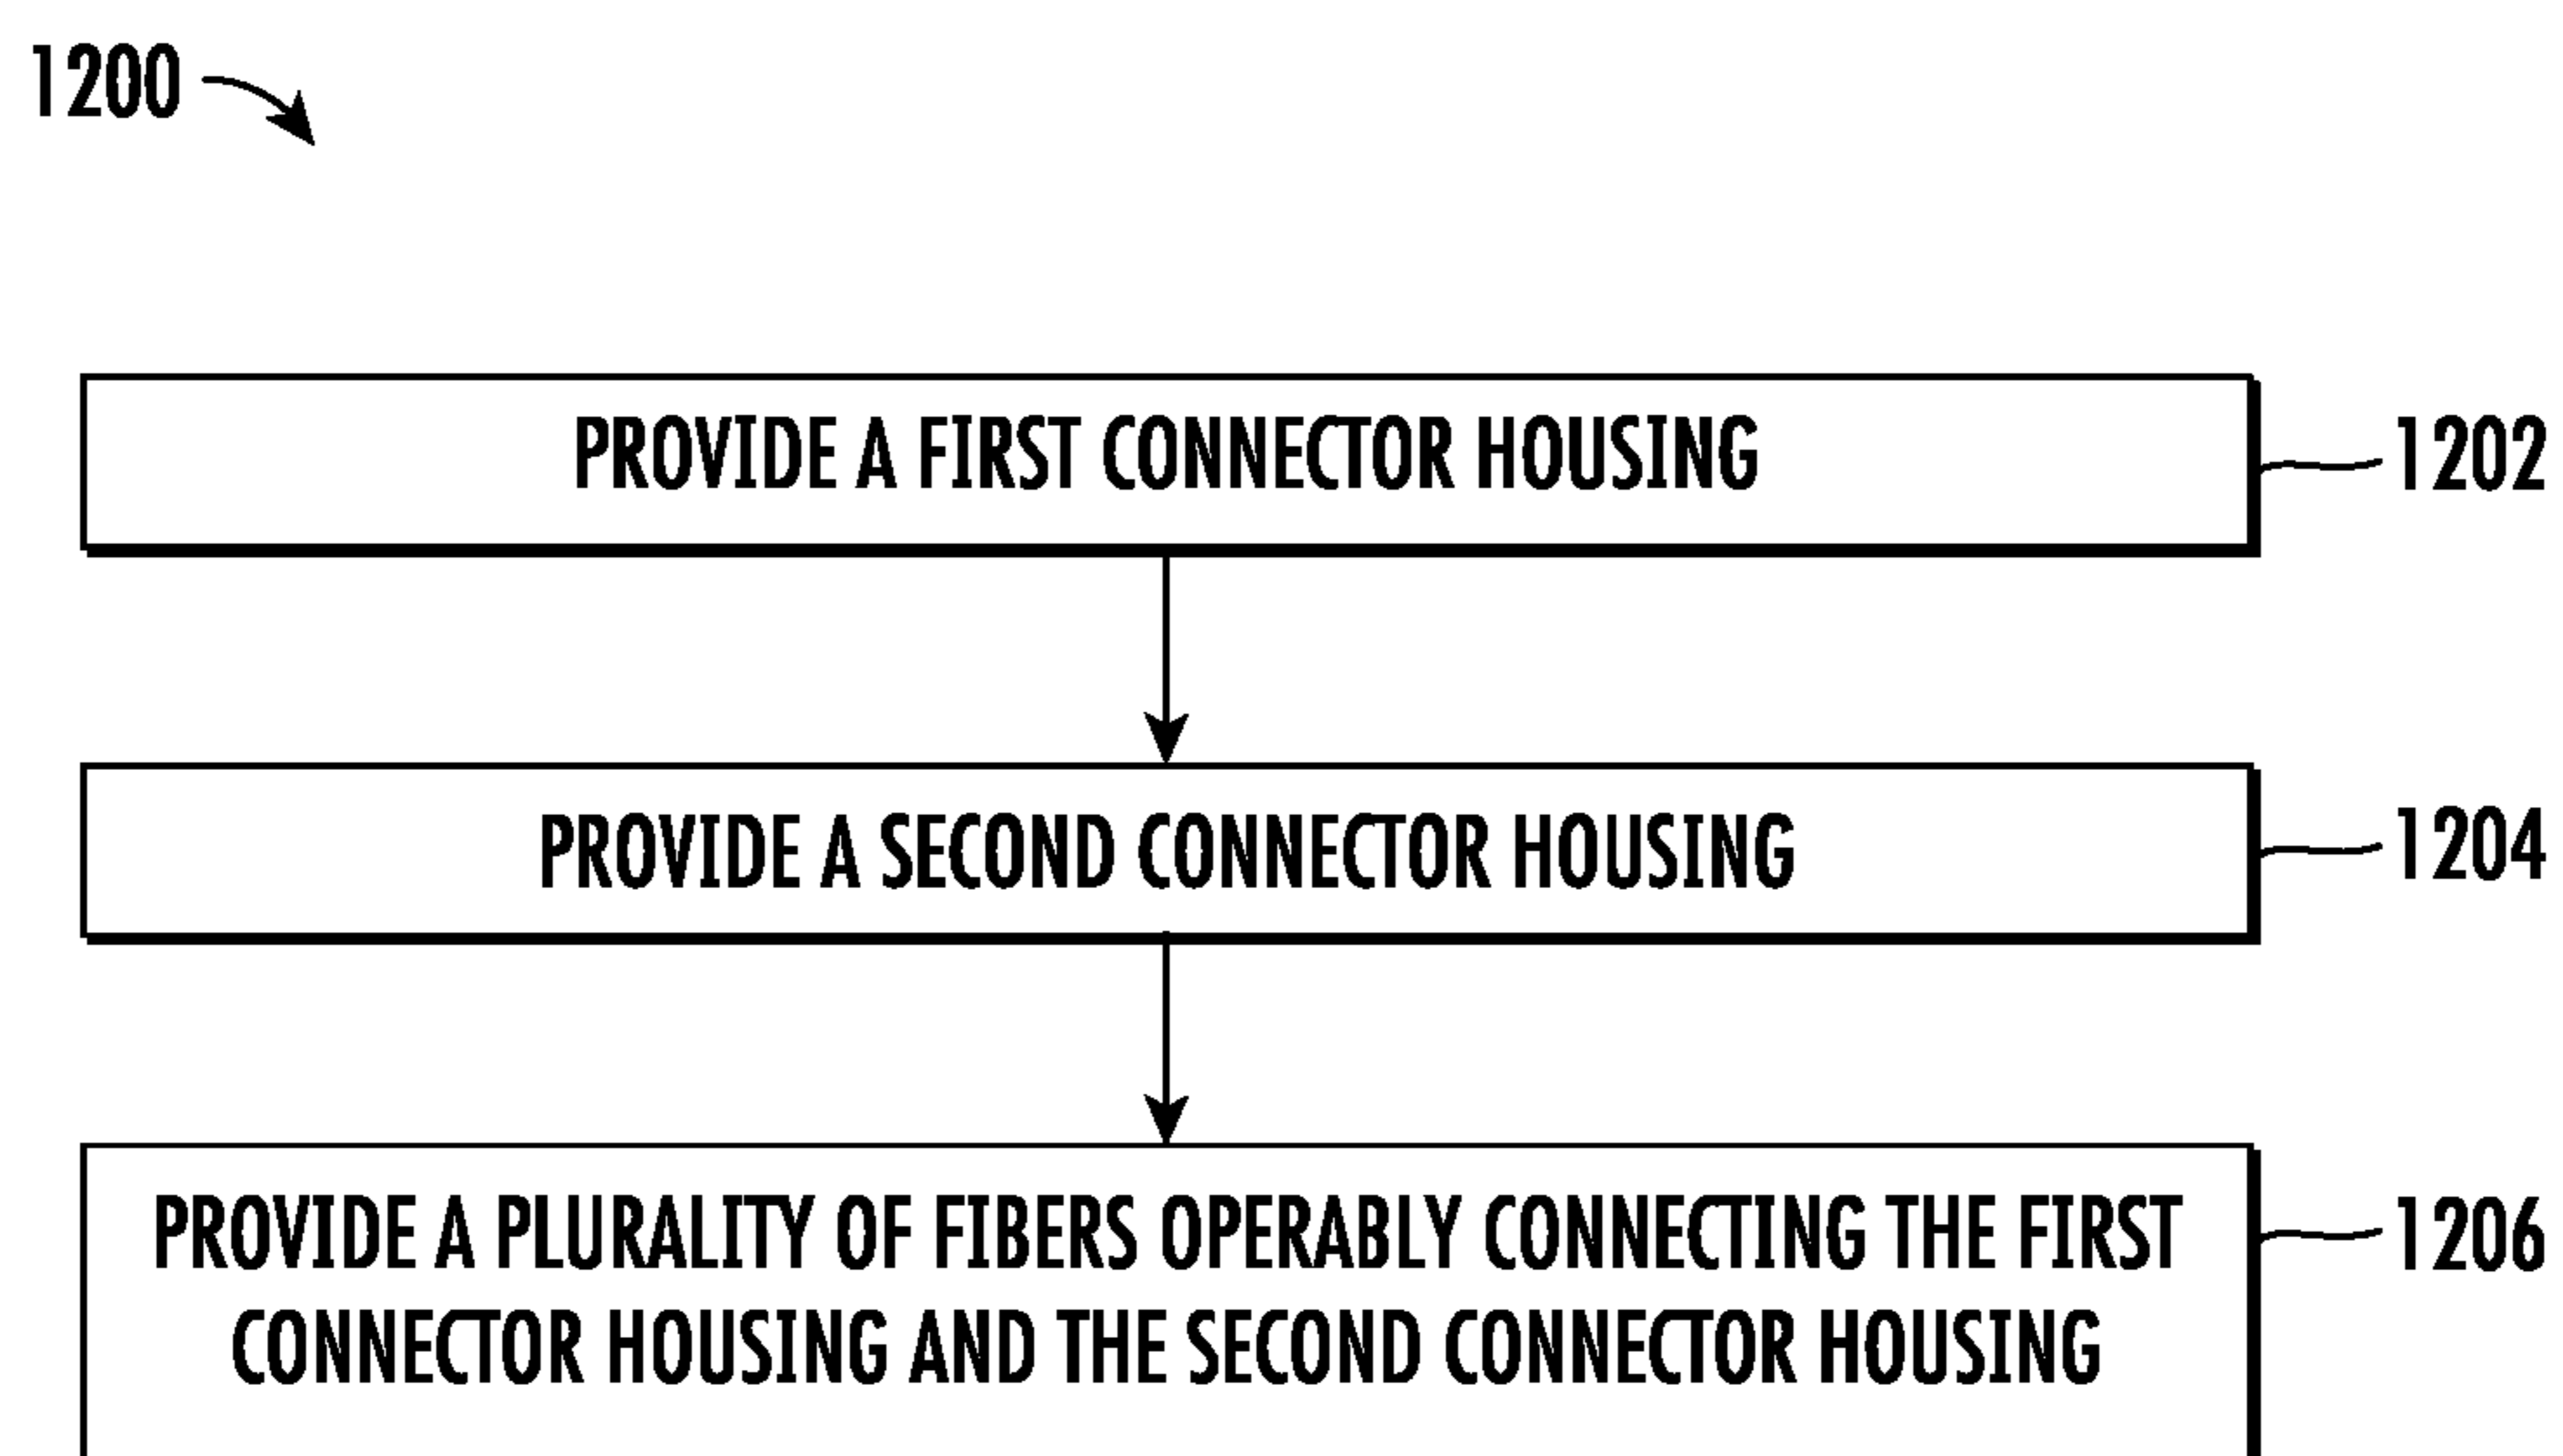 1200
PROVIDE A FIRST CONNECTOR HOUSING
1202
PROVIDE A SECOND CONNECTOR HOUSING
1204
PROVIDE A PLURALITY OF FIBERS OPERABLY CONNECTING THE FIRST
CONNECTOR HOUSING AND THE SECOND CONNECTOR HOUSING
1206